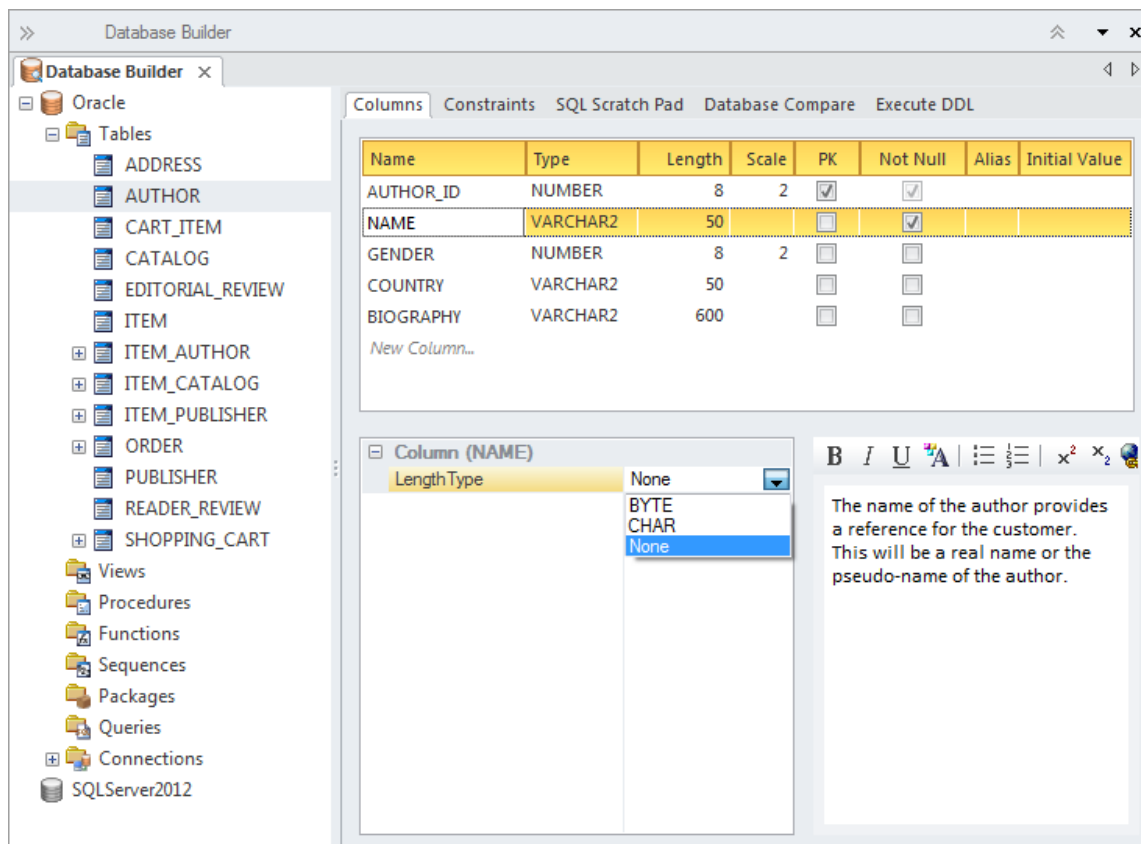 Database Builder
Database Builder
Oracle
Tables
ADDRESS
AUTHOR
CART_ITEM
CATALOG
EDITORIAL_REVIEW
ITEM
ITEM_AUTHOR
ITEM_CATALOG
ITEM_PUBLISHER
ORDER
PUBLISHER
READER_REVIEW
SHOPPING_CART
Views
Procedures
Functions
Sequences
Packages
Queries
Connections
SQLServer2012
Columns Constraints SQL Scratch Pad Database Compare Execute DDL
Name Type Length Scale PK Not Null Alias Initial Value
AUTHOR_ID NUMBER 8 2
NAME VARCHAR2 50
GENDER NUMBER 8 2
COUNTRY VARCHAR2 50
BIOGRAPHY VARCHAR2 600
New Column...
Column (NAME)
LengthType None
BYTE
CHAR
None
B I U A x² x₂
The name of the author provides
a reference for the customer.
This will be a real name or the
pseudo-name of the author.